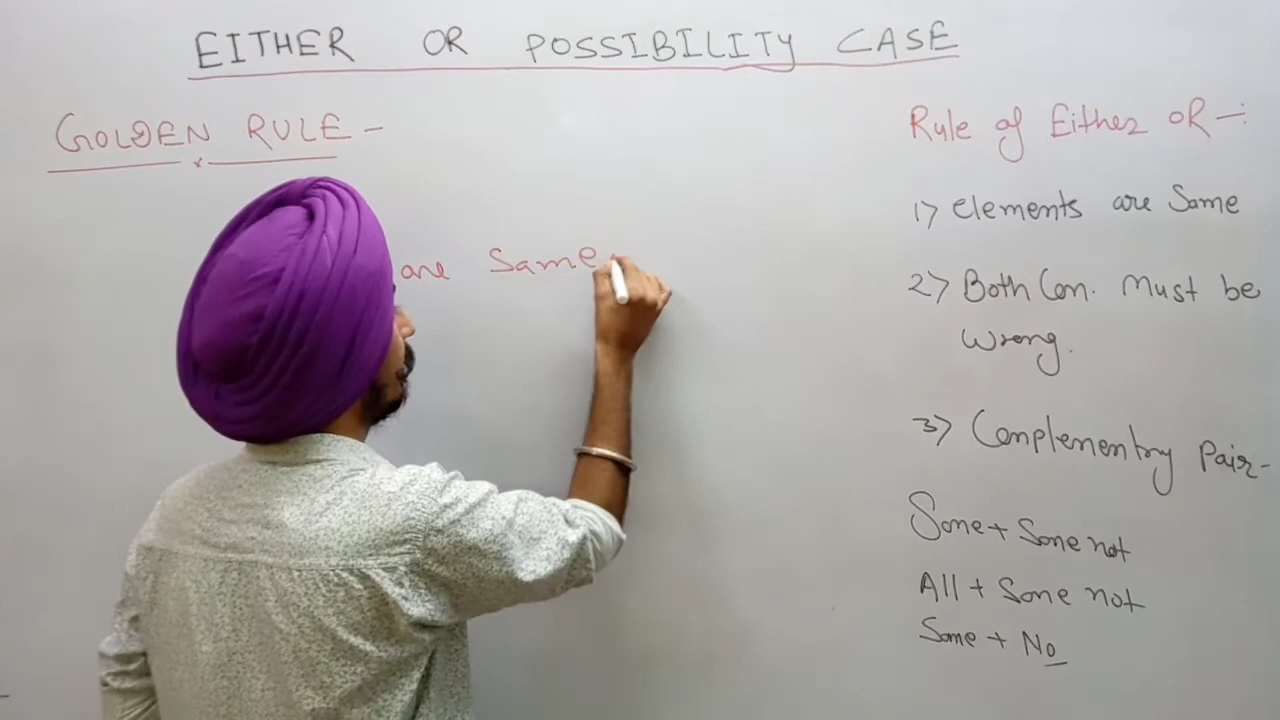 EITHER OR POSSIBILITY CASE
GOLDEN RULE -
are Same
Rule of Either OR -:
1) elements are Same
2) Both Con. Must be
Wrong.
3) Complementry Pair-
Some + Some not
All + Some not
Some + No